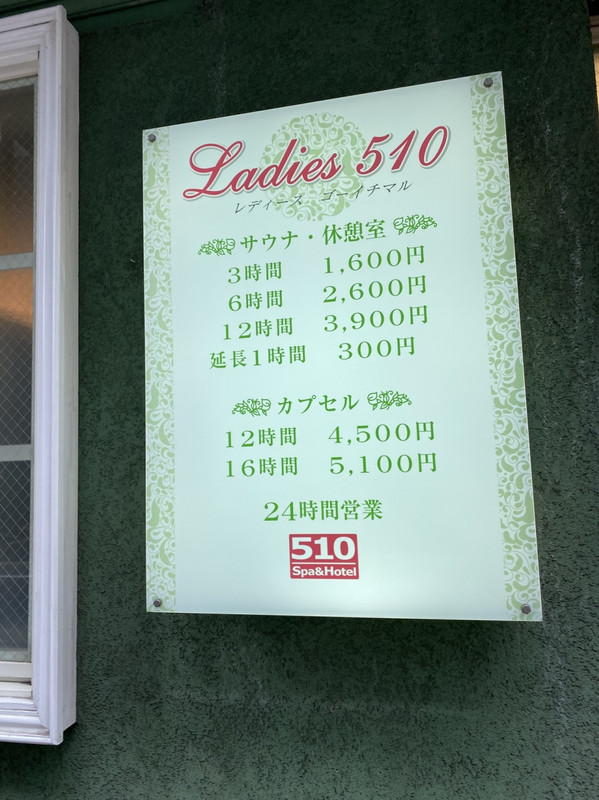 Ladies 510
レディース ゴーイチマル
サウナ・休憩室
3時間 1,600円
6時間 2,600円
12時間 3,900円
延長1時間 300円
カプセル
12時間 4,500円
16時間 5,100円
24時間営業
510
Spa&Hotel